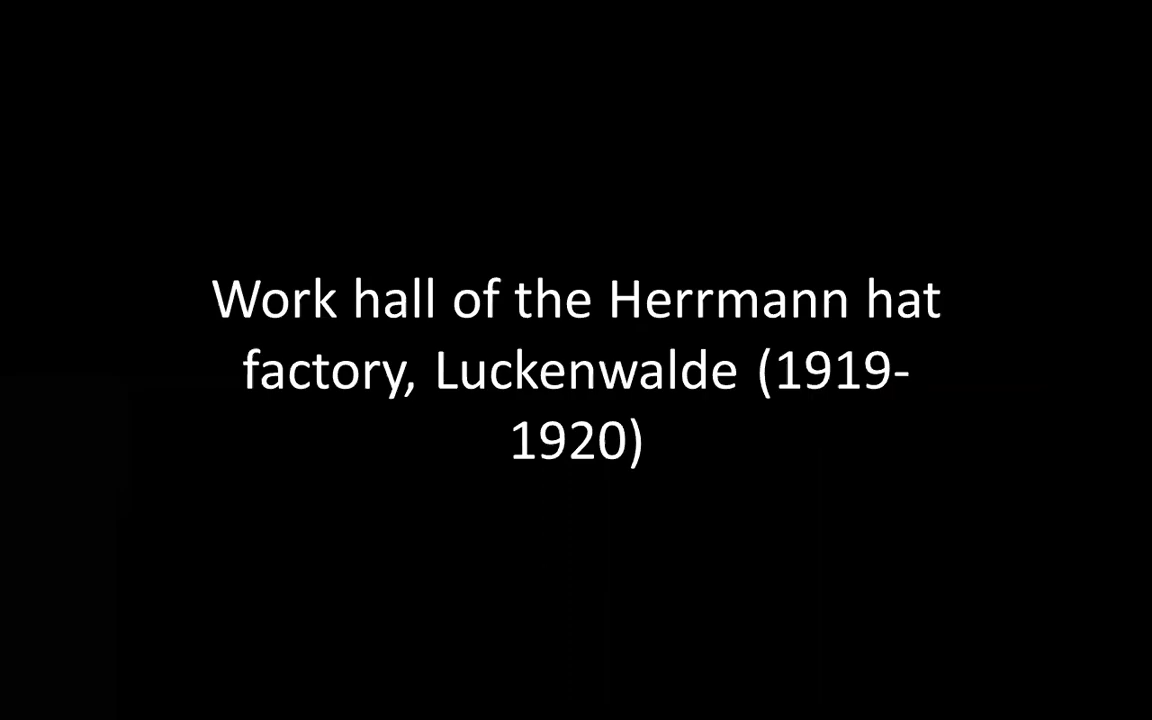 Work hall of the Herrmann hat
factory, Luckenwalde (1919-
1920)